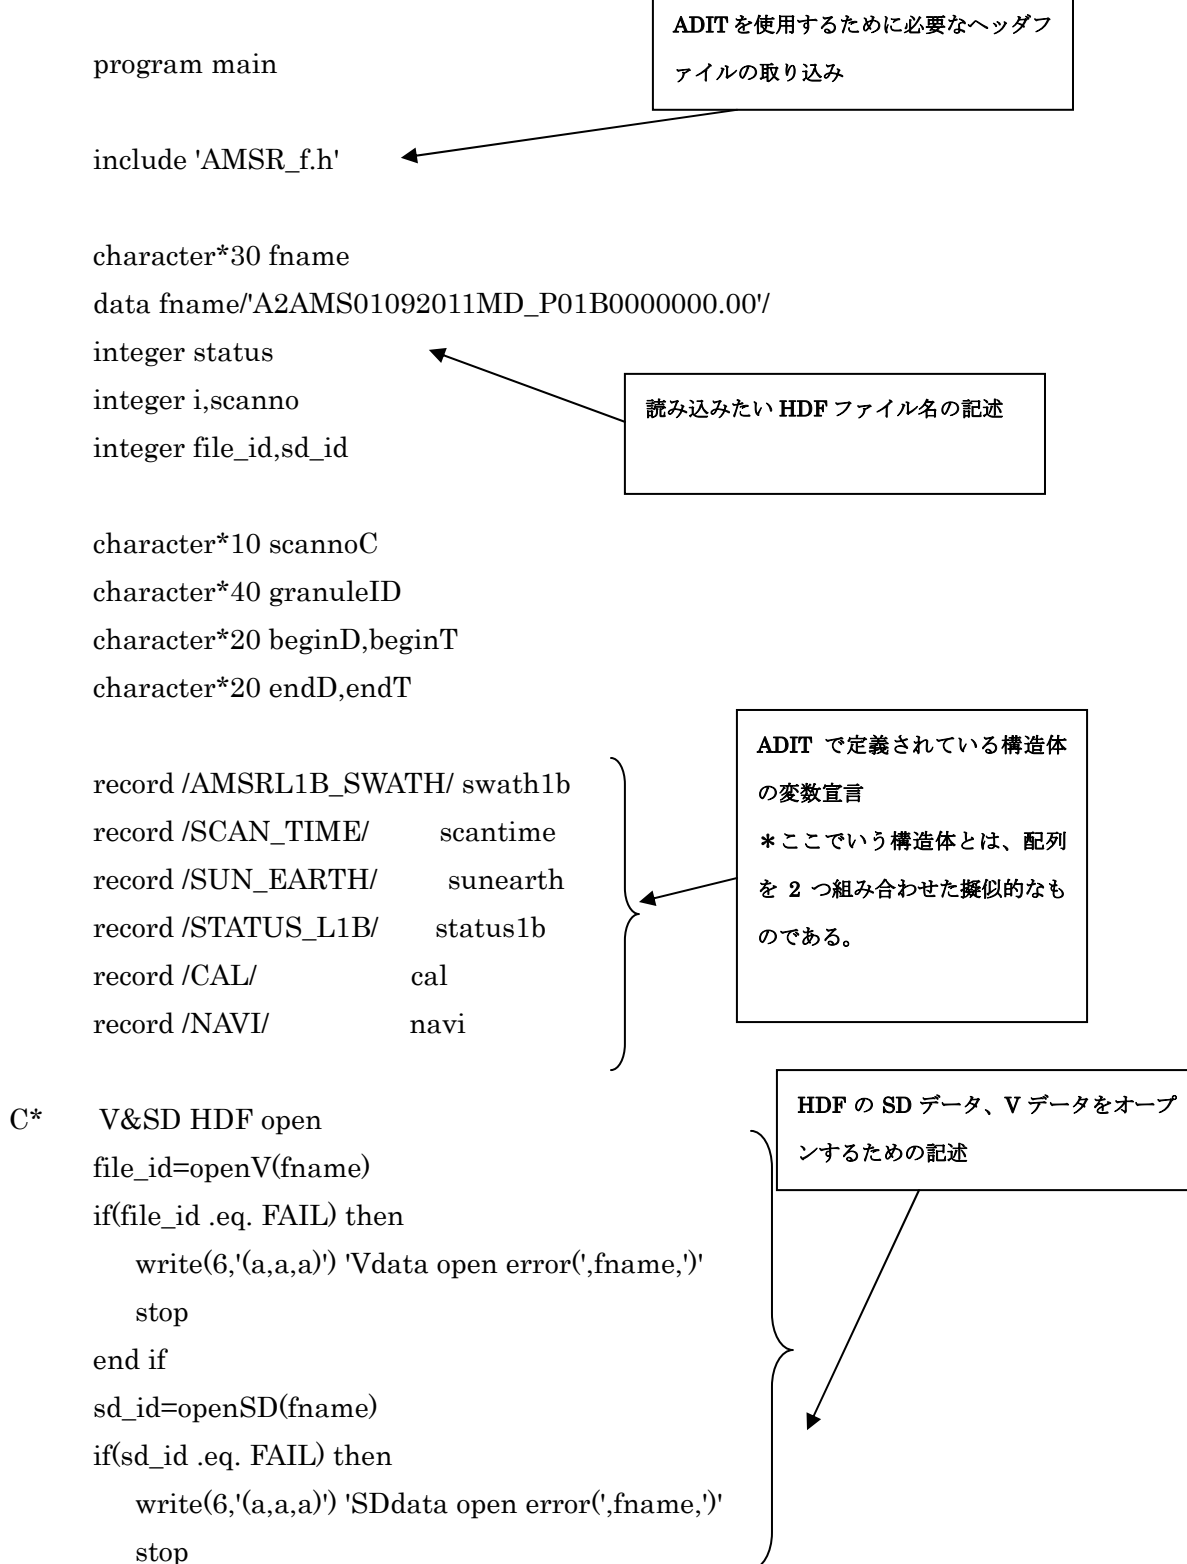 ADITを使用するために必要なヘッダフ
ァイルの取り込み
program main
include 'AMSR_f.h'
character*30 fname
data fname/'A2AMS01092011MD_P01B0000000.00'/
integer status
integer i,scanno
integer file_id,sd_id
読み込みたい HDF ファイル名の記述
character*10 scannoC
character*40 granuleID
character*20 beginD,beginT
character*20 endD,endT
record /AMSRL1B_SWATH/ swath1b
record /SCAN_TIME/ scantime
record /SUN_EARTH/ sunearth
record /STATUS_L1B/ status1b
record /CAL/ cal
record /NAVI/ navi
ADIT で定義されている構造体
の変数宣言
＊ここでいう構造体とは、配列
を 2 つ組み合わせた擬似的なも
のである。
HDF の SD データ、V データをオープ
ンするための記述
C* V&SD HDF open
file_id=openV(fname)
if(file_id .eq. FAIL) then
write(6,'(a,a,a)') 'Vdata open error(',fname,')'
stop
end if
sd_id=openSD(fname)
if(sd_id .eq. FAIL) then
write(6,'(a,a,a)') 'SDdata open error(',fname,')'
stop